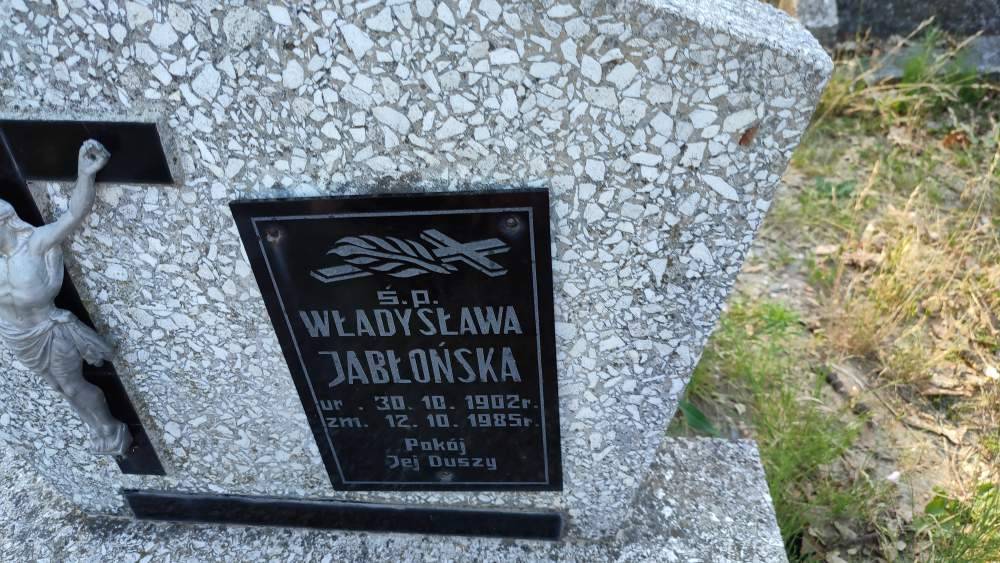 Ś.P.
WŁADYSŁAWA
JABŁOŃSKA
ur. 30. 10. 1902r.
zm. 12. 10. 1985r.
Pokój
Jej Duszy